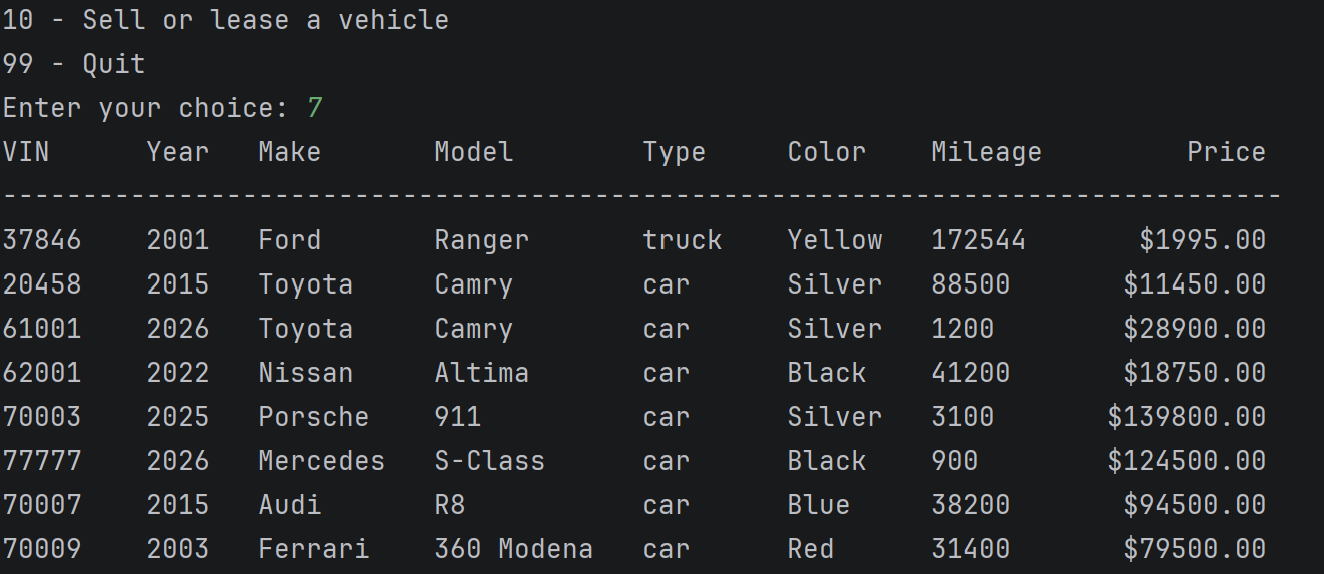 10 - Sell or lease a vehicle
99 - Quit
Enter your choice: 7
VIN      Year   Make       Model        Type     Color    Mileage         Price
--------------------------------------------------------------------------------
37846    2001   Ford       Ranger       truck    Yellow   172544       $1995.00
20458    2015   Toyota     Camry        car      Silver   88500       $11450.00
61001    2026   Toyota     Camry        car      Silver   1200        $28900.00
62001    2022   Nissan     Altima       car      Black    41200       $18750.00
70003    2025   Porsche    911          car      Silver   3100       $139800.00
77777    2026   Mercedes   S-Class      car      Black    900        $124500.00
70007    2015   Audi       R8           car      Blue     38200       $94500.00
70009    2003   Ferrari    360 Modena   car      Red      31400       $79500.00